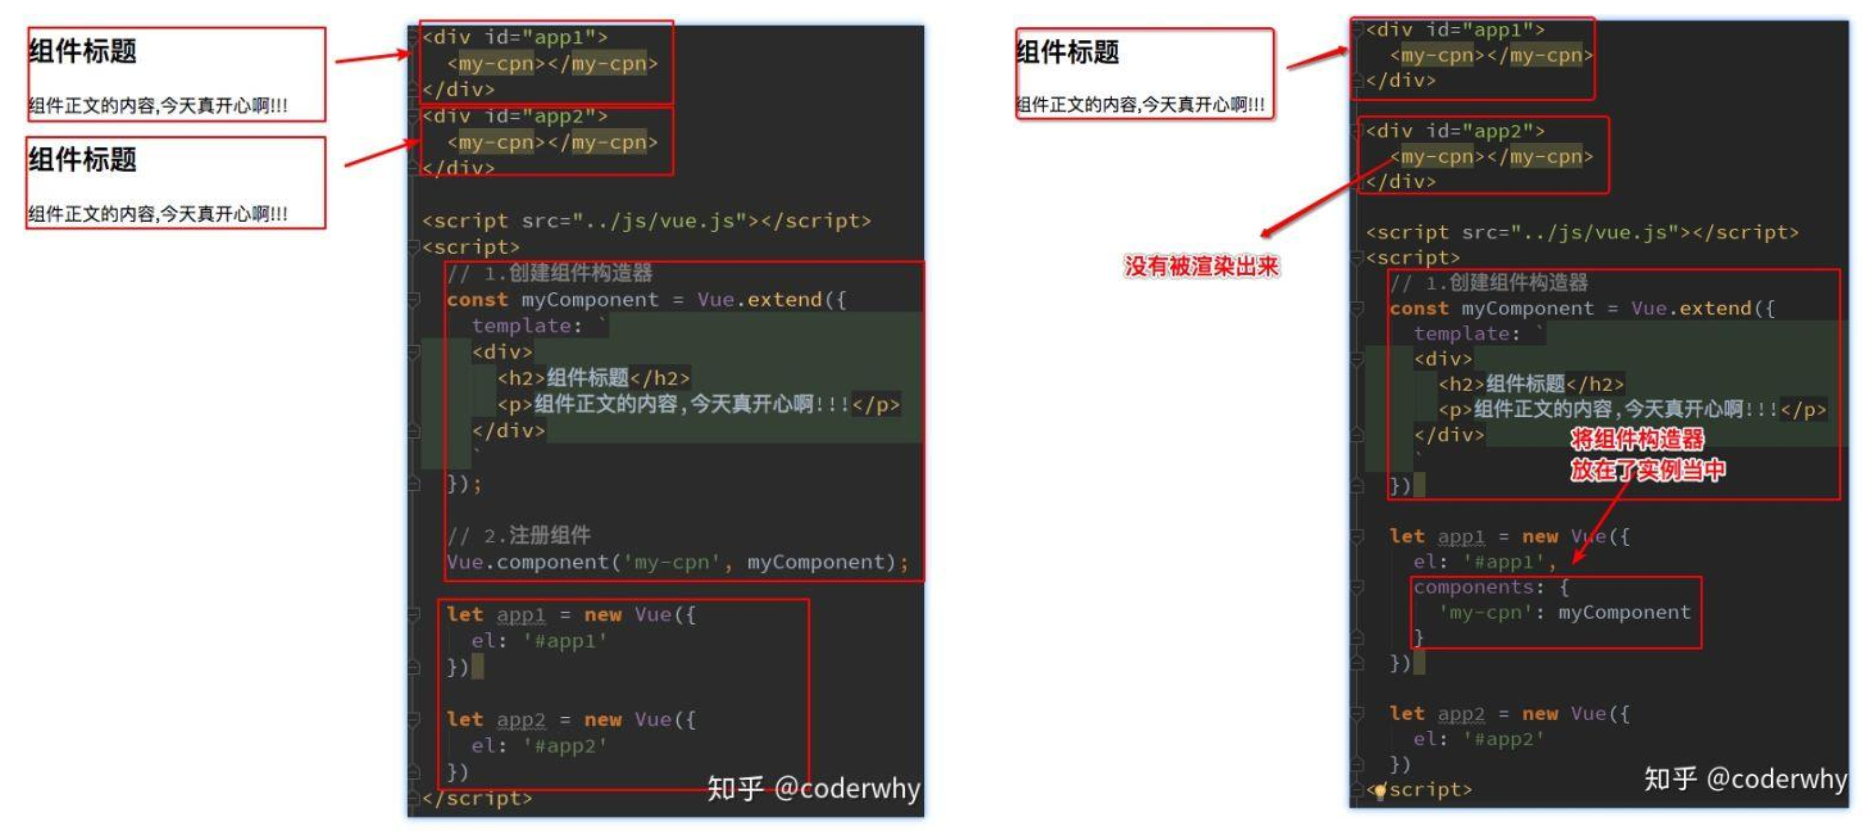 组件标题
组件正文的内容,今天真开心啊!!!
组件标题
组件正文的内容,今天真开心啊!!!
<div id="app1">
<my-cpn></my-cpn>
</div>
<div id="app2">
<my-cpn></my-cpn>
</div>
<script src="../js/vue.js"></script>
<script>
// 1.创建组件构造器
const myComponent = Vue.extend({
template: `
<div>
<h2>组件标题</h2>
<p>组件正文的内容,今天真开心啊!!!</p>
</div>
`
});
// 2.注册组件
Vue.component('my-cpn', myComponent);
let app1 = new Vue({
el: '#app1'
})
let app2 = new Vue({
el: '#app2'
})
</script>
知乎 @coderwhy
组件标题
组件正文的内容,今天真开心啊!!!
没有被渲染出来
<div id="app1">
<my-cpn></my-cpn>
</div>
<div id="app2">
<my-cpn></my-cpn>
</div>
<script src="../js/vue.js"></script>
<script>
// 1.创建组件构造器
const myComponent = Vue.extend({
template: `
<div>
<h2>组件标题</h2>
<p>组件正文的内容,今天真开心啊!!!</p>
</div>
`
})
将组件构造器
放在了实例当中
let app1 = new Vue({
el: '#app1',
components: {
'my-cpn': myComponent
}
})
let app2 = new Vue({
el: '#app2'
})
</script>
知乎 @coderwhy